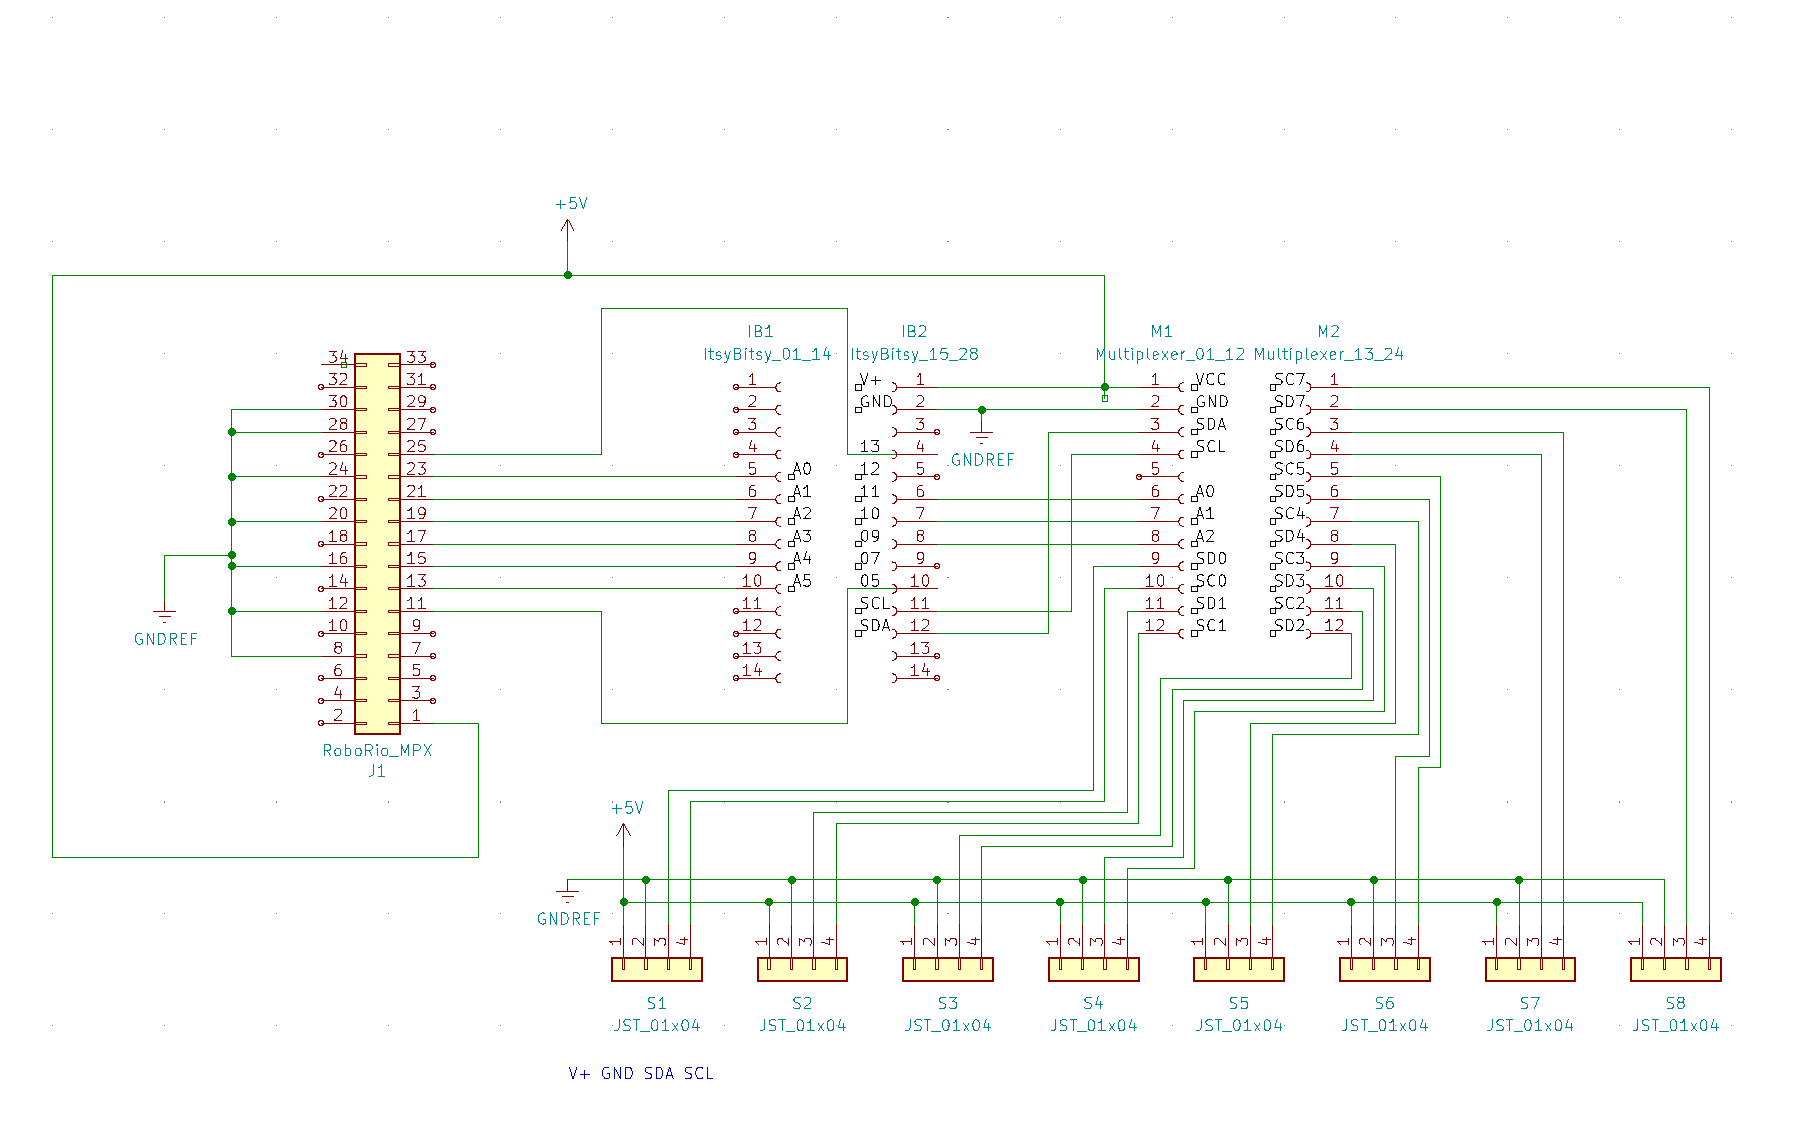 +5V
IB1
ItsyBitsy_01_14
IB2
ItsyBitsy_15_28
M1
Multiplexer_01_12
M2
Multiplexer_13_24
34 33
32 31
30 29
28 27
26 25
24 23
22 21
20 19
18 17
16 15
14 13
12 11
10 9
8 7
6 5
4 3
2 1
RoboRio_MPX
J1
GNDREF
1
2
3
4
5 A0
6 A1
7 A2
8 A3
9 A4
10 A5
11
12
13
14
V+ 1
GND 2
3
13 4
12 5
11 6
10 7
09 8
07 9
05 10
SCL 11
SDA 12
13
14
GNDREF
1 VCC
2 GND
3 SDA
4 SCL
5
6 A0
7 A1
8 A2
9 SD0
10 SC0
11 SD1
12 SC1
SC7 1
SD7 2
SC6 3
SD6 4
SC5 5
SD5 6
SC4 7
SD4 8
SC3 9
SD3 10
SC2 11
SD2 12
+5V
GNDREF
1 2 3 4
S1
JST_01x04
1 2 3 4
S2
JST_01x04
1 2 3 4
S3
JST_01x04
1 2 3 4
S4
JST_01x04
1 2 3 4
S5
JST_01x04
1 2 3 4
S6
JST_01x04
1 2 3 4
S7
JST_01x04
1 2 3 4
S8
JST_01x04
V+ GND SDA SCL